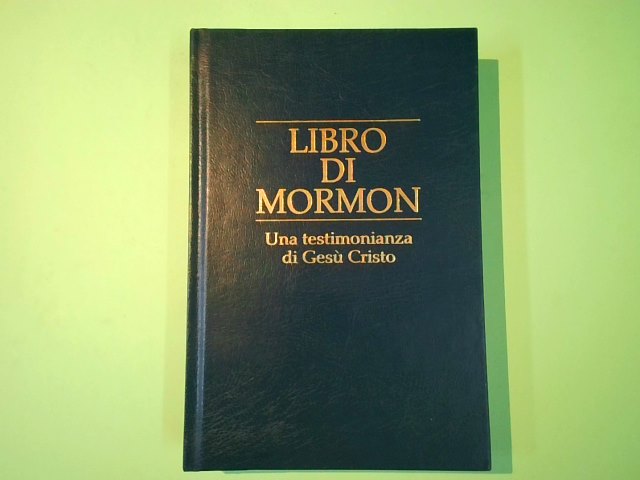 LIBRO
DI
MORMON
Una testimonianza
di Gesù Cristo